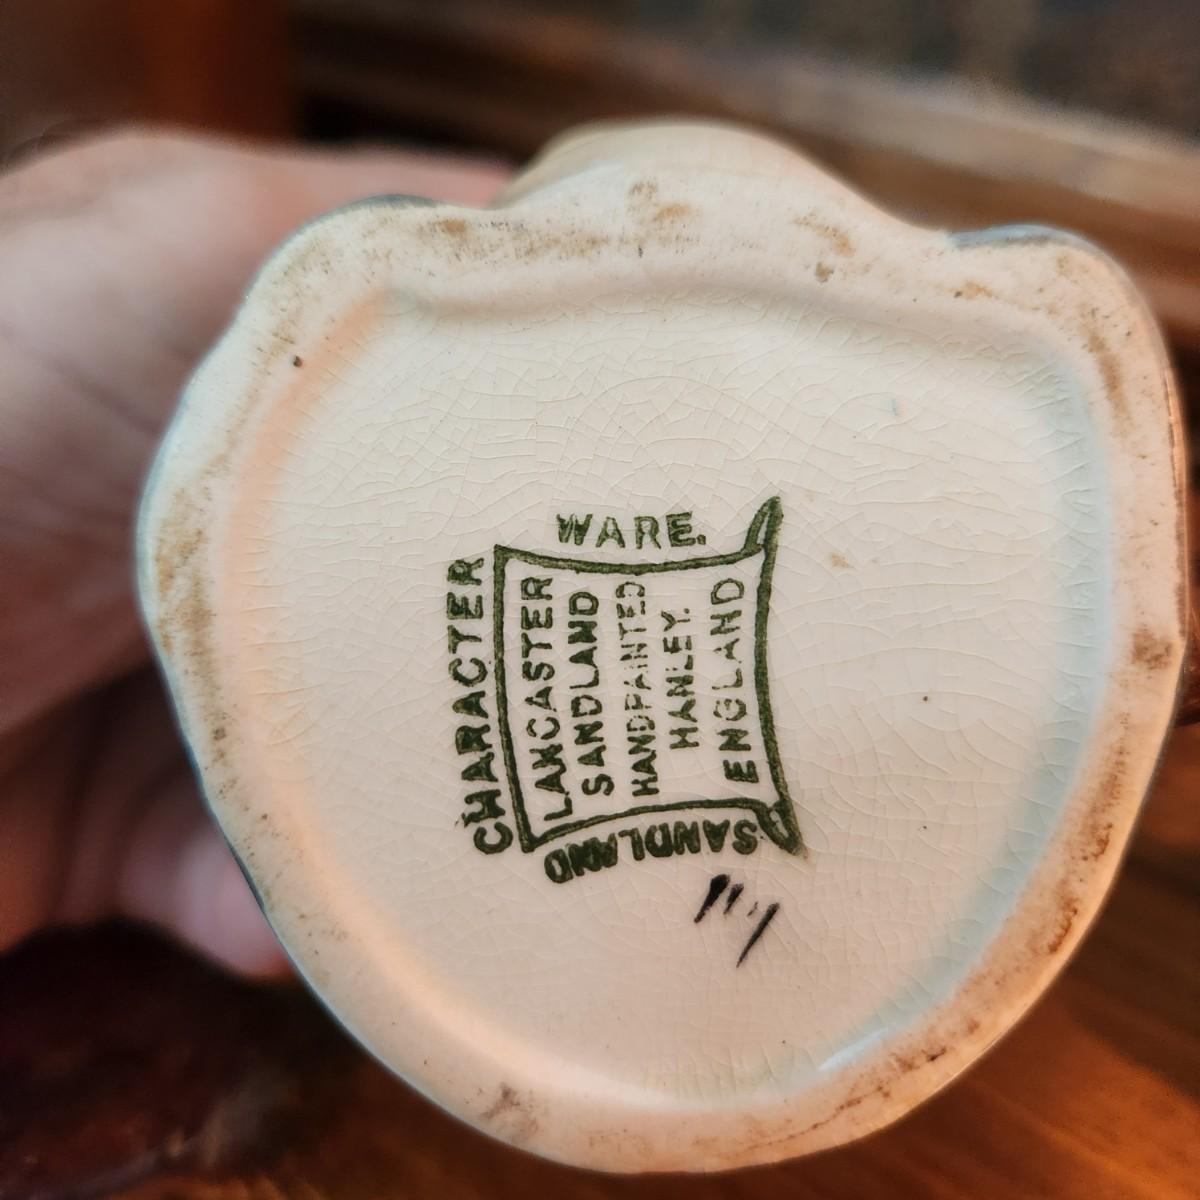 SANDLAND
CHARACTER
WARE.
LANCASTER
SANDLAND
HANDPAINTED
HANLEY.
ENGLAND